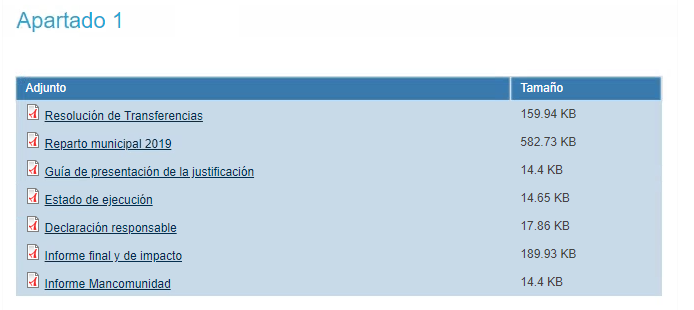 Apartado 1
Adjunto Tamaño
Resolución de Transferencias 159.94 KB
Reparto municipal 2019 582.73 KB
Guía de presentación de la justificación 14.4 KB
Estado de ejecución 14.65 KB
Declaración responsable 17.86 KB
Informe final y de impacto 189.93 KB
Informe Mancomunidad 14.4 KB